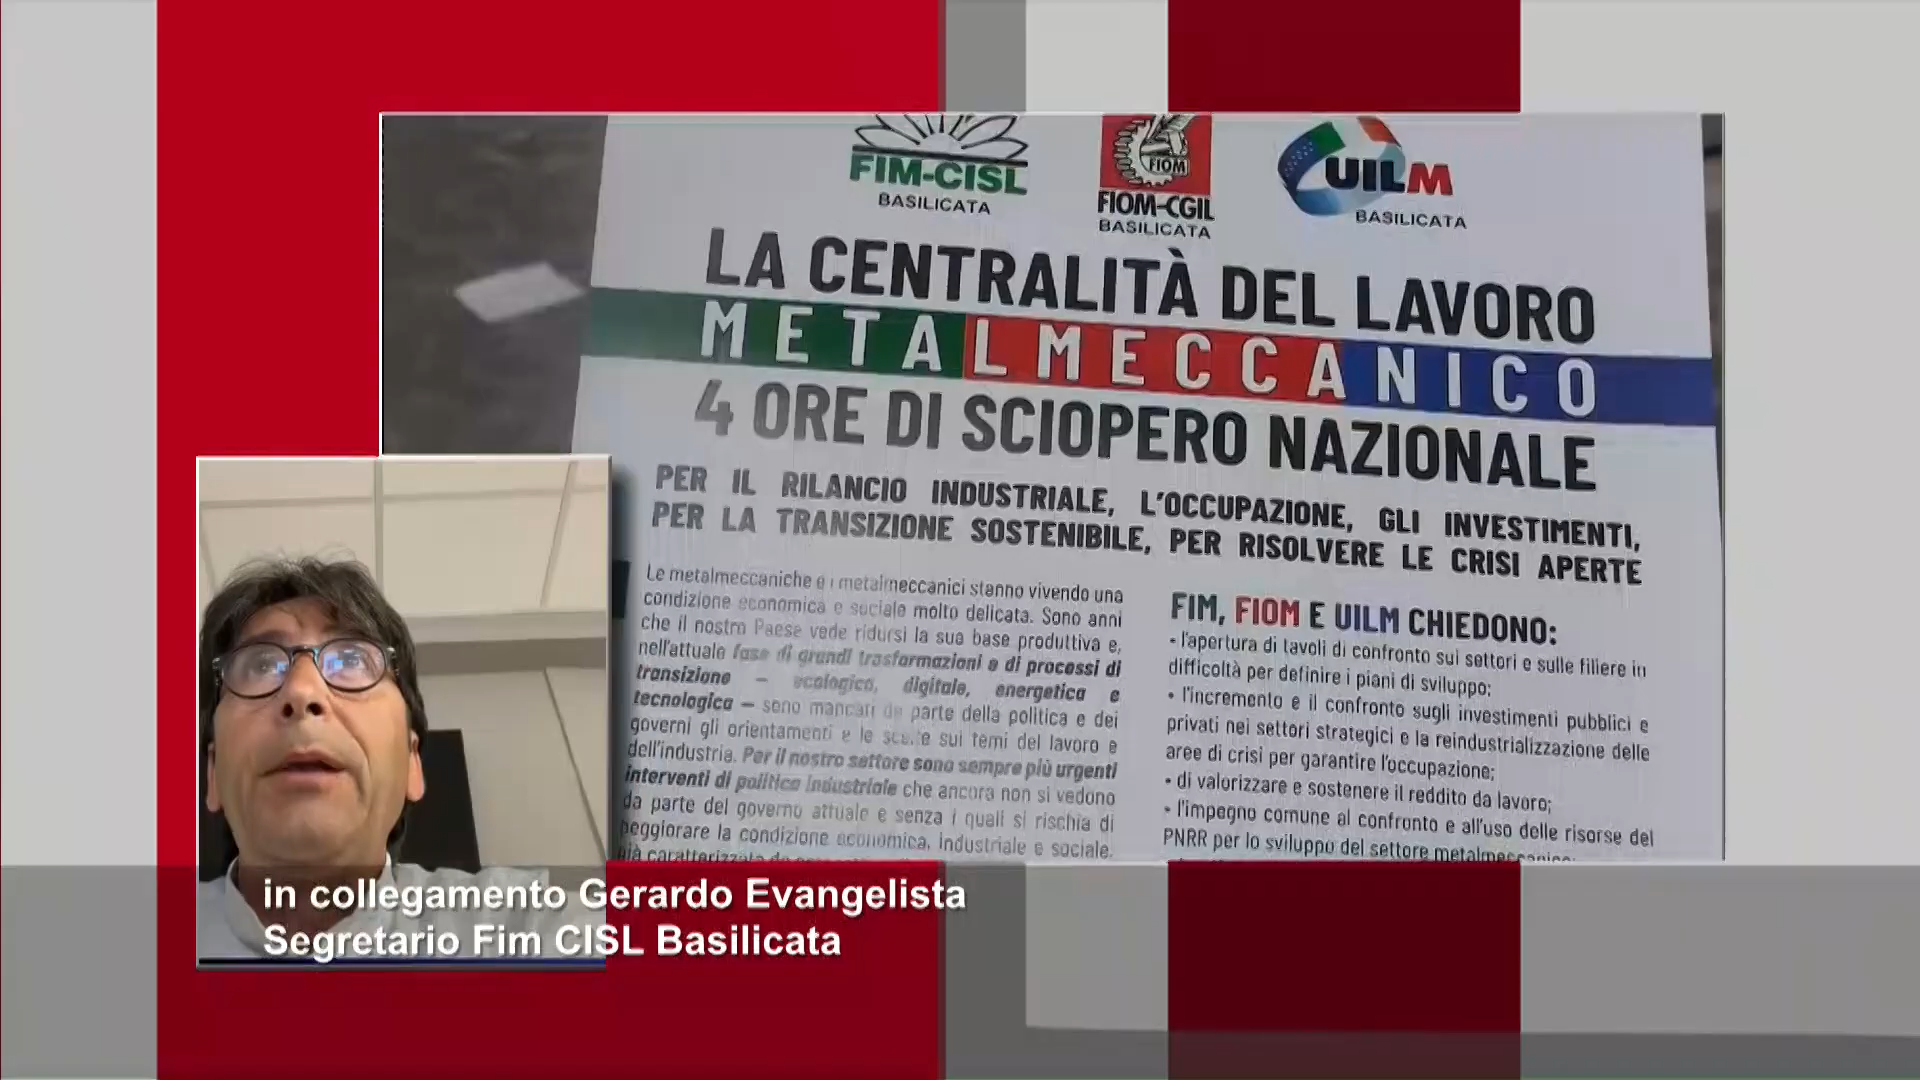 FIM-CISL
BASILICATA
FIOM
FIOM-CGIL
BASILICATA
UILM
BASILICATA
LA CENTRALITÀ DEL LAVORO
METALMECCANICO
4 ORE DI SCIOPERO NAZIONALE
PER IL RILANCIO INDUSTRIALE, L'OCCUPAZIONE, GLI INVESTIMENTI,
PER LA TRANSIZIONE SOSTENIBILE, PER RISOLVERE LE CRISI APERTE
Le metalmeccaniche e i metalmeccanici stanno vivendo una
condizione economica e sociale molto delicata. Sono anni
che il nostro Paese vede ridursi la sua base produttiva e,
nell'attuale fase di grandi trasformazioni e di processi di
transizione – ecologica, digitale, energetica e
tecnologica – sono mancati da parte della politica e dei
governi gli orientamenti e le scelte sui temi del lavoro e
dell'industria. Per il nostro settore sono sempre più urgenti
interventi di politica industriale che ancora non si vedono
da parte del governo attuale e senza i quali si rischia di
peggiorare la condizione economica, industriale e sociale,
già caratterizzata da
FIM, FIOM E UILM CHIEDONO:
• l'apertura di tavoli di confronto sui settori e sulle filiere in
difficoltà per definire i piani di sviluppo;
• l'incremento e il confronto sugli investimenti pubblici e
privati nei settori strategici e la reindustrializzazione delle
aree di crisi per garantire l'occupazione;
• di valorizzare e sostenere il reddito da lavoro;
• l'impegno comune al confronto e all'uso delle risorse del
PNRR per lo sviluppo del settore metalmeccanico;
in collegamento Gerardo Evangelista
Segretario Fim CISL Basilicata